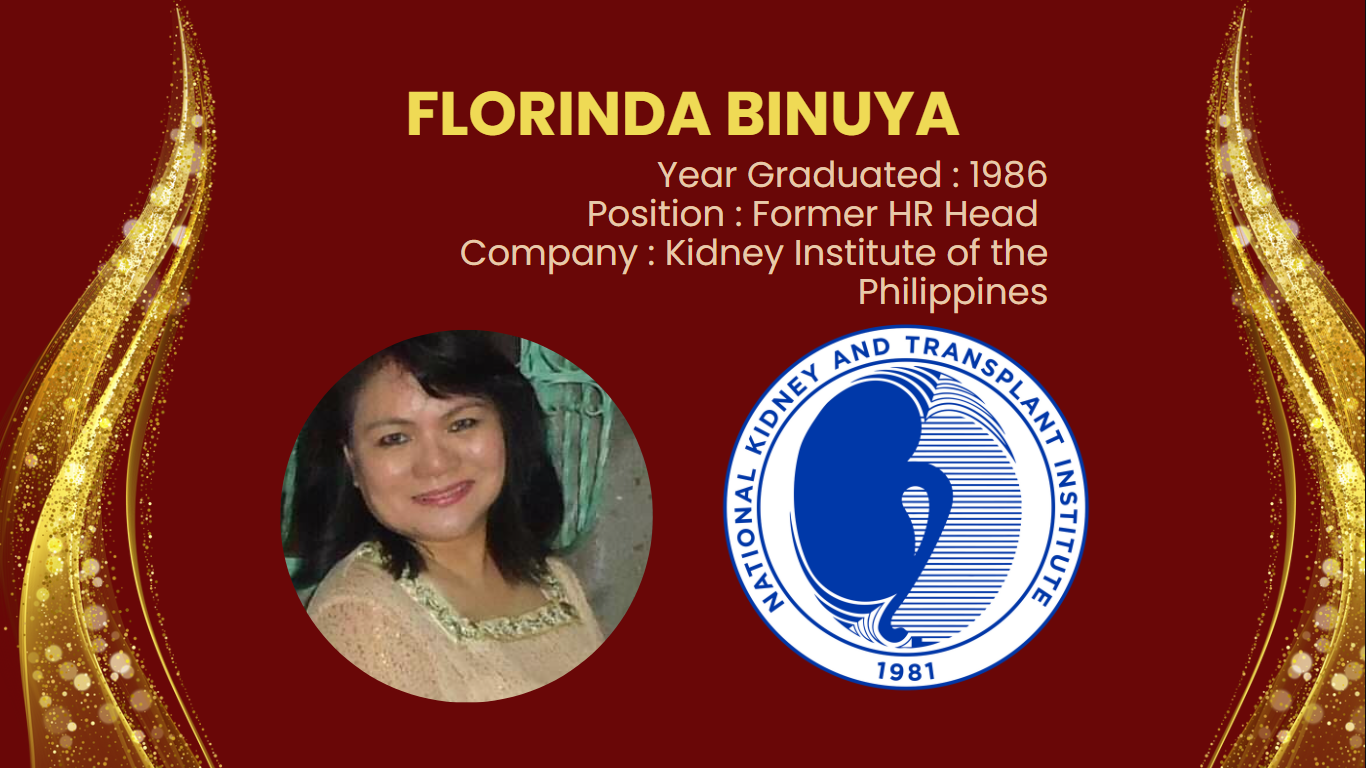 FLORINDA BINUYA
Year Graduated : 1986
Position : Former HR Head
Company : Kidney Institute of the
Philippines
NATIONAL KIDNEY AND TRANSPLANT INSTITUTE
1981